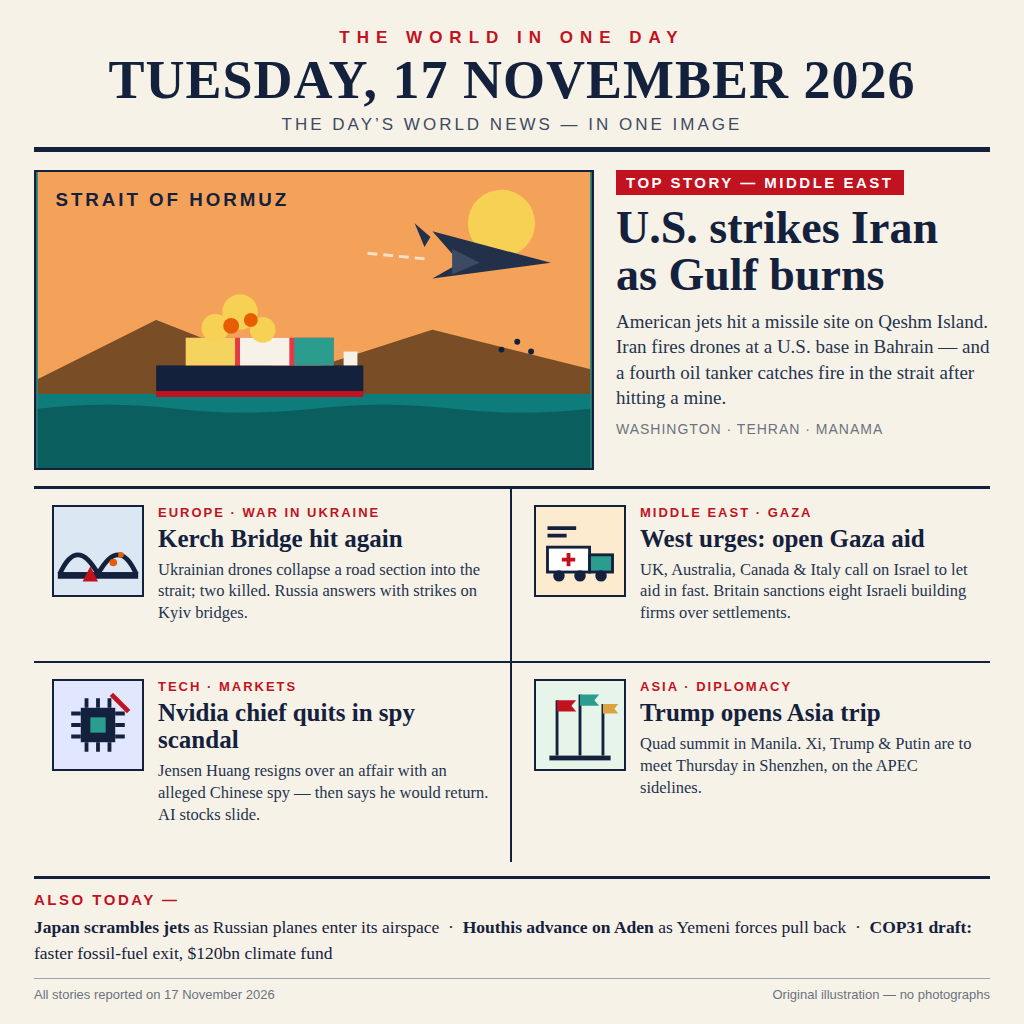 THE WORLD IN ONE DAY
TUESDAY, 17 NOVEMBER 2026
THE DAY’S WORLD NEWS — IN ONE IMAGE
STRAIT OF HORMUZ
TOP STORY — MIDDLE EAST
U.S. strikes Iran
as Gulf burns
American jets hit a missile site on Qeshm Island.
Iran fires drones at a U.S. base in Bahrain — and
a fourth oil tanker catches fire in the strait after
hitting a mine.
WASHINGTON · TEHRAN · MANAMA
EUROPE · WAR IN UKRAINE
Kerch Bridge hit again
Ukrainian drones collapse a road section into the
strait; two killed. Russia answers with strikes on
Kyiv bridges.
MIDDLE EAST · GAZA
West urges: open Gaza aid
UK, Australia, Canada & Italy call on Israel to let
aid in fast. Britain sanctions eight Israeli building
firms over settlements.
TECH · MARKETS
Nvidia chief quits in spy
scandal
Jensen Huang resigns over an affair with an
alleged Chinese spy — then says he would return.
AI stocks slide.
ASIA · DIPLOMACY
Trump opens Asia trip
Quad summit in Manila. Xi, Trump & Putin are to
meet Thursday in Shenzhen, on the APEC
sidelines.
ALSO TODAY —
Japan scrambles jets as Russian planes enter its airspace · Houthis advance on Aden as Yemeni forces pull back · COP31 draft:
faster fossil-fuel exit, $120bn climate fund
All stories reported on 17 November 2026
Original illustration — no photographs